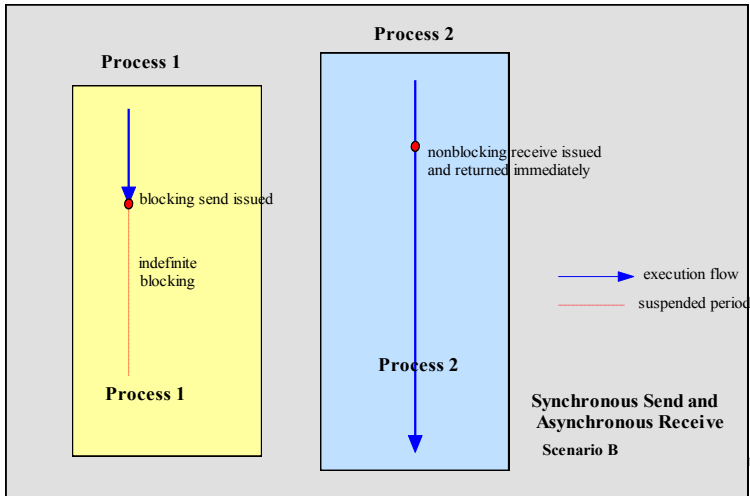 Process 1
Process 2
nonblocking receive issued
and returned immediately
blocking send issued
indefinite
blocking
execution flow
suspended period
Process 1
Process 2
Synchronous Send and
Asynchronous Receive
Scenario B